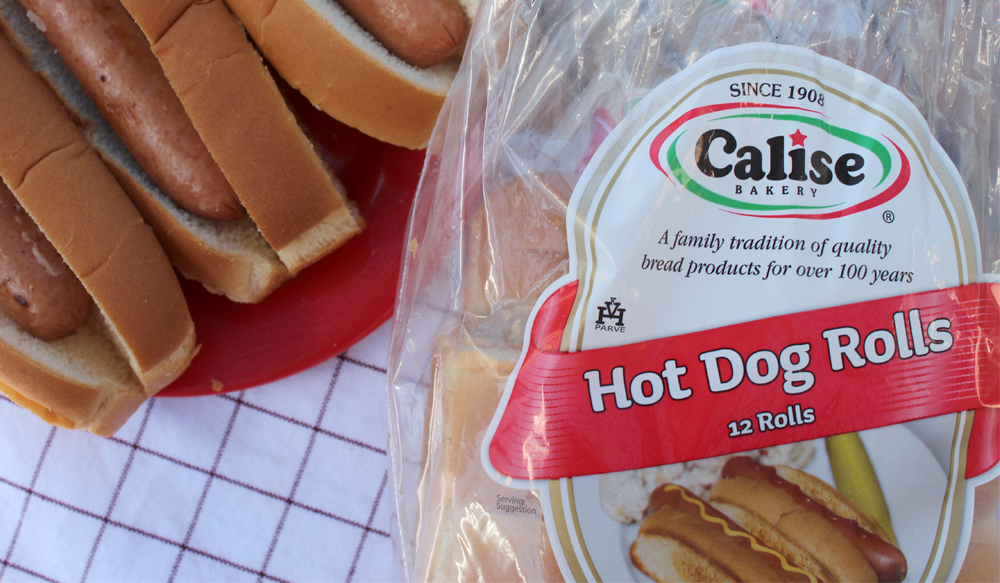 SINCE 1908
Calise
BAKERY
®
A family tradition of quality
bread products for over 100 years
KVH
PARVE
Hot Dog Rolls
12 Rolls
Serving
Suggestion